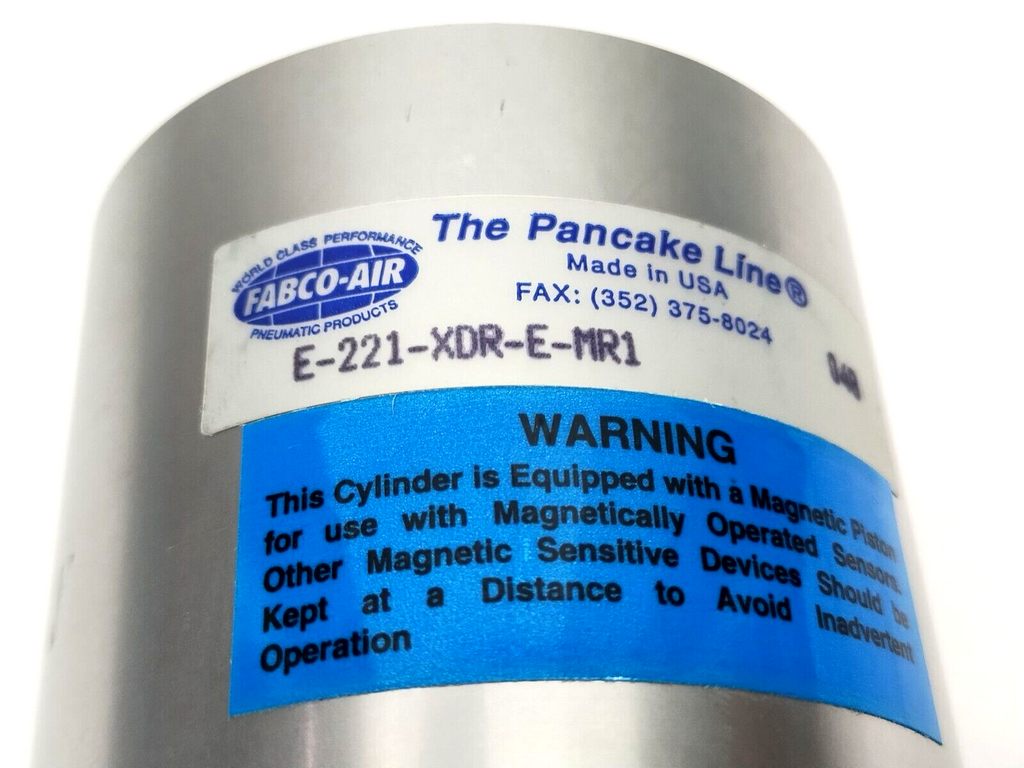 WORLD CLASS PERFORMANCE
FABCO-AIR
PNEUMATIC PRODUCTS
The Pancake Line®
Made in USA
FAX: (352) 375-8024
E-221-XDR-E-MR1
WARNING
This Cylinder is Equipped with a Magnetic Piston
for use with Magnetically Operated Sensors.
Other Magnetic Sensitive Devices Should be
Kept at a Distance to Avoid Inadvertent
Operation